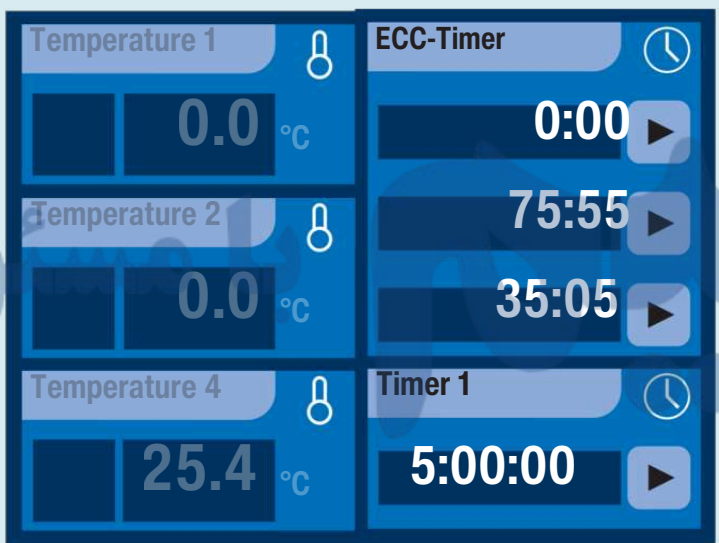 Temperature 1
0.0 °C
Temperature 2
0.0 °C
Temperature 4
25.4 °C
ECC-Timer
0:00
75:55
35:05
Timer 1
5:00:00